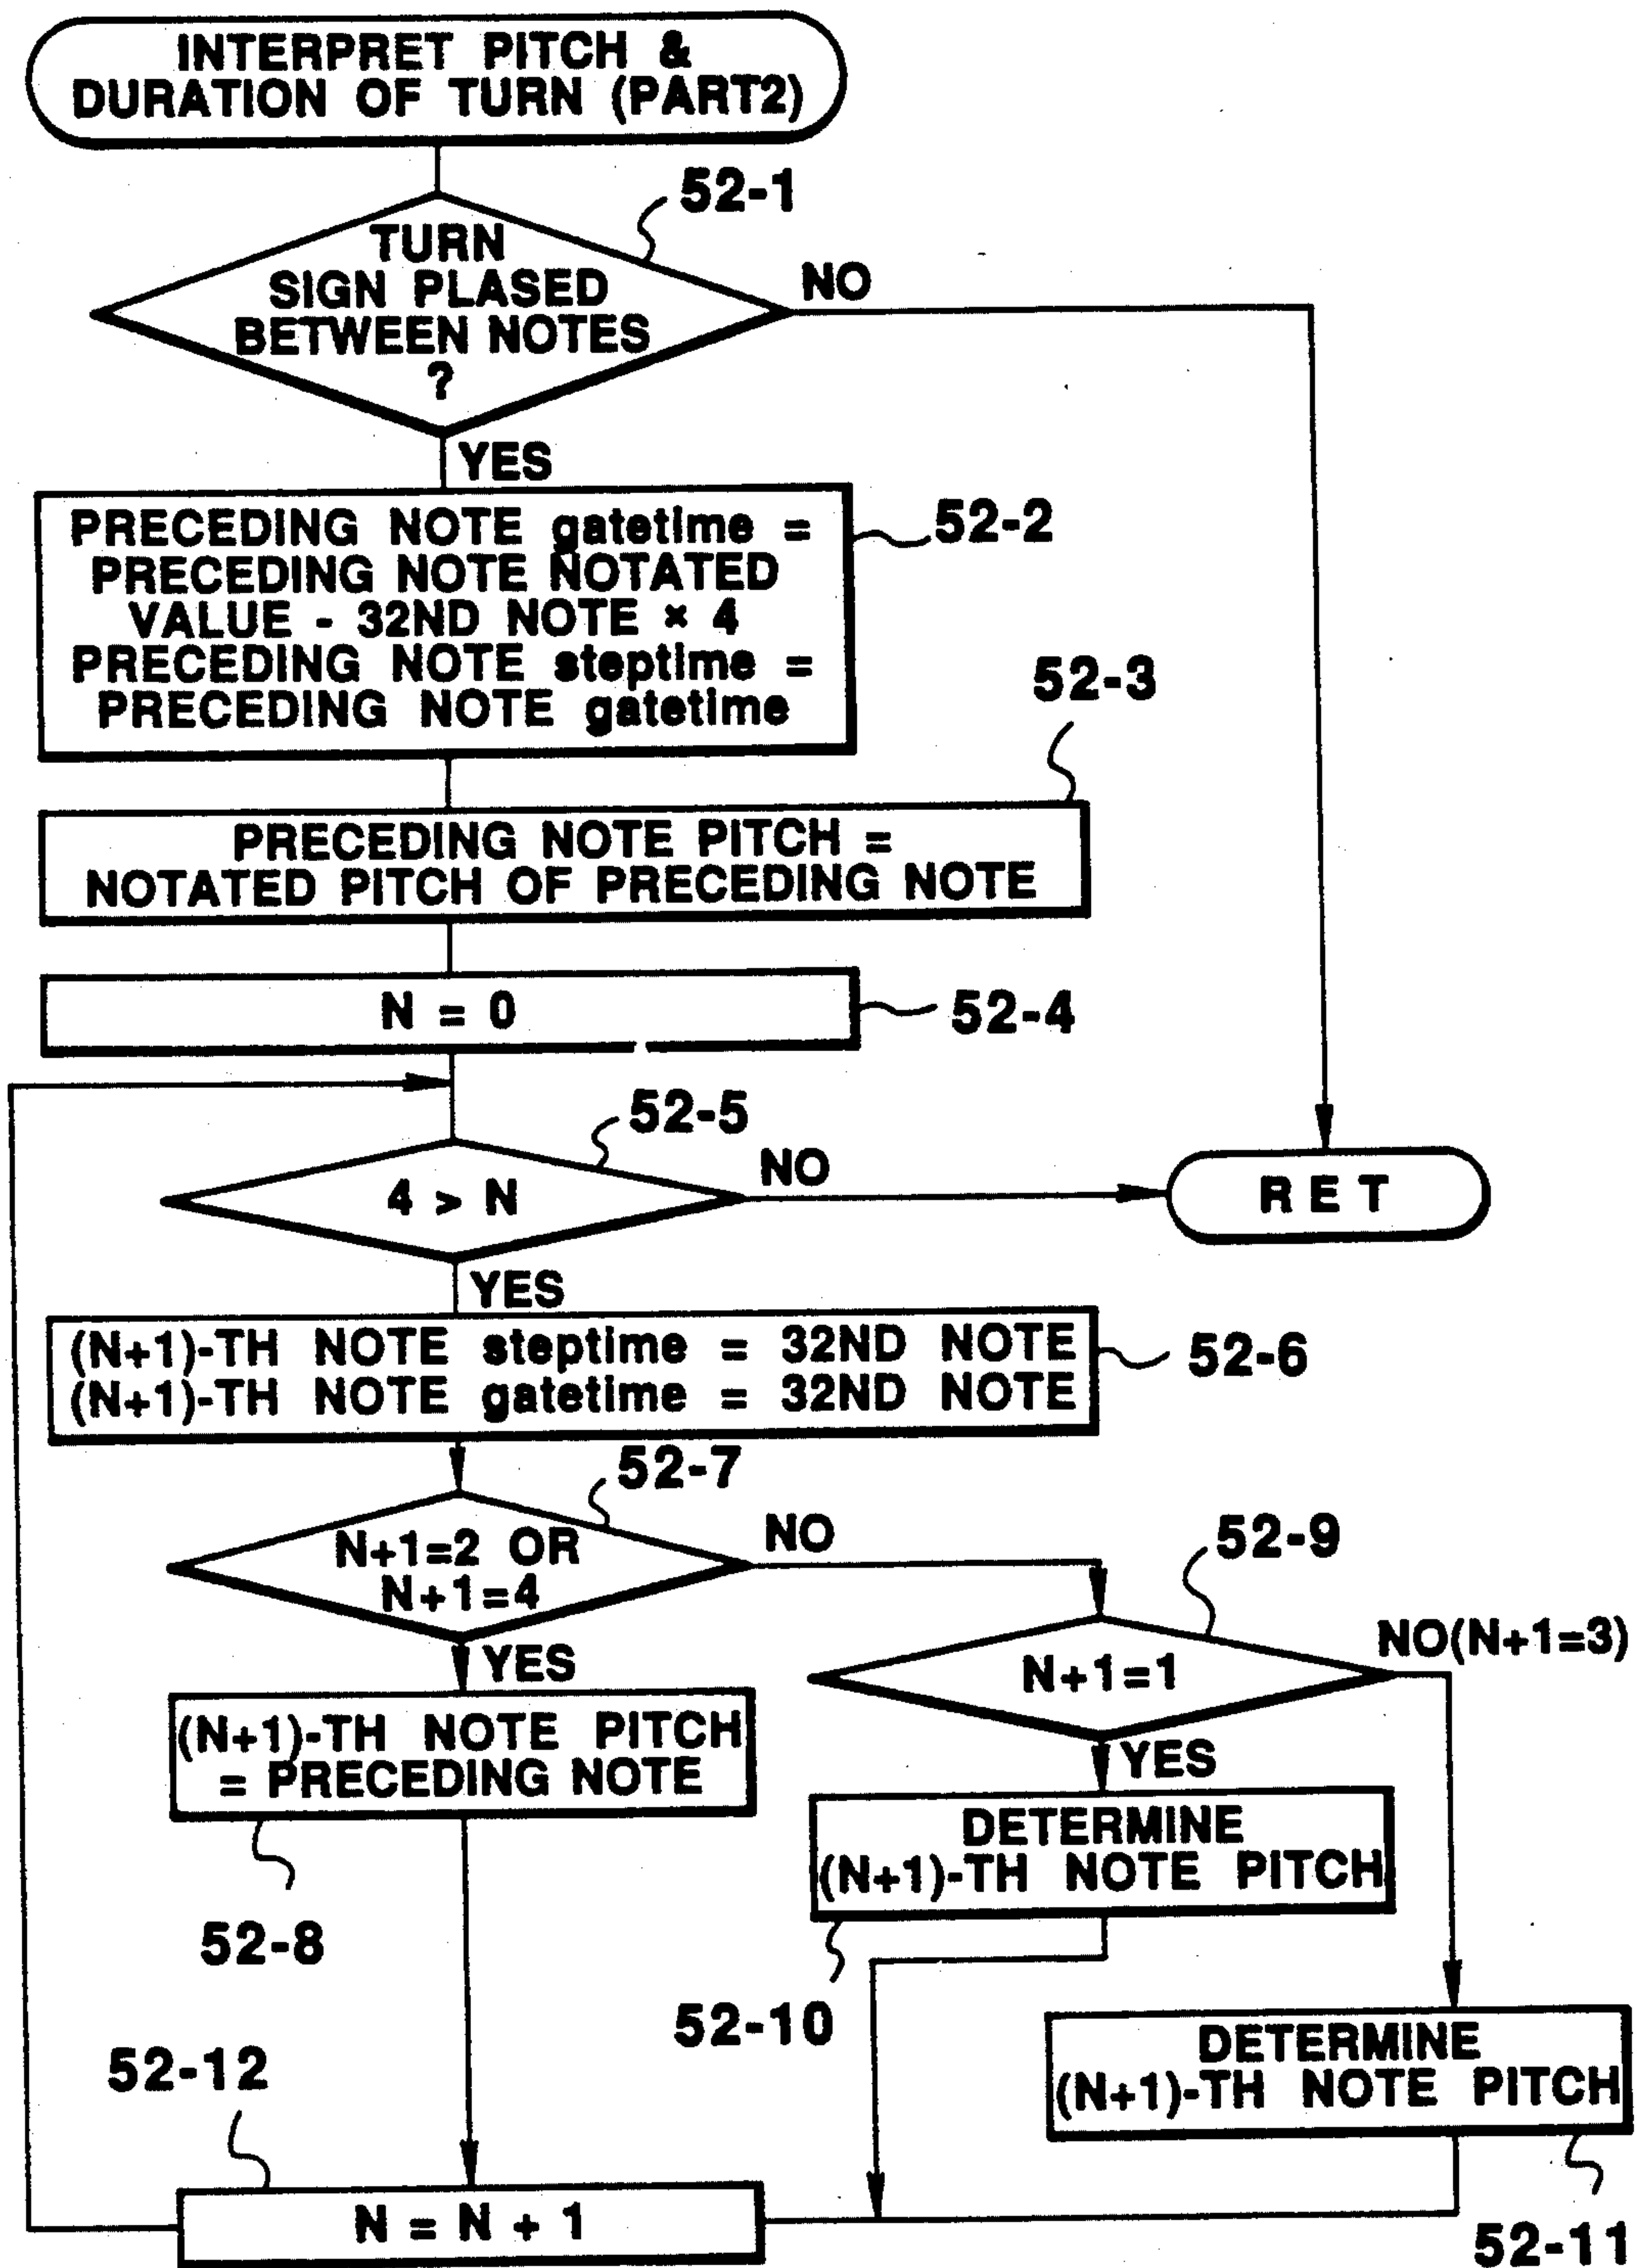 INTERPRET PITCH &
DURATION OF TURN (PART2)
52-1
TURN
SIGN PLASED
BETWEEN NOTES
?
NO
YES
PRECEDING NOTE gatetime =
PRECEDING NOTE NOTATED
VALUE - 32ND NOTE × 4
PRECEDING NOTE steptime =
PRECEDING NOTE gatetime
52-2
52-3
PRECEDING NOTE PITCH =
NOTATED PITCH OF PRECEDING NOTE
N = 0
52-4
52-5
4 > N
NO
RET
YES
(N+1)-TH NOTE steptime = 32ND NOTE
(N+1)-TH NOTE gatetime = 32ND NOTE
52-6
52-7
N+1=2 OR
N+1=4
NO
52-9
YES
N+1=1
NO(N+1=3)
(N+1)-TH NOTE PITCH
= PRECEDING NOTE
52-8
YES
DETERMINE
(N+1)-TH NOTE PITCH
52-10
DETERMINE
(N+1)-TH NOTE PITCH
52-11
52-12
N = N + 1